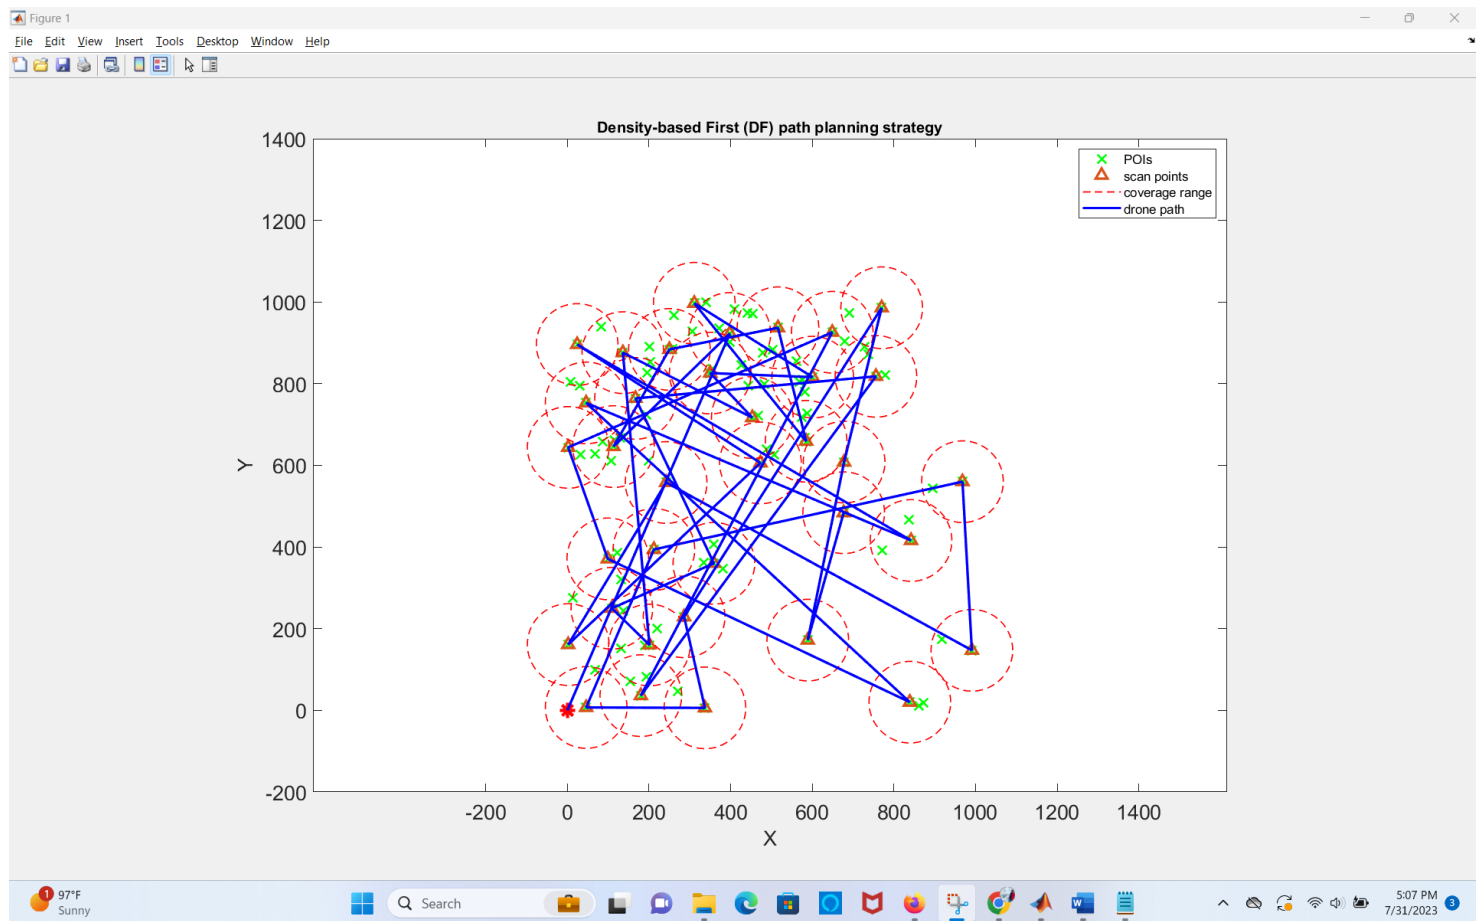 Figure 1
File Edit View Insert Tools Desktop Window Help
Density-based First (DF) path planning strategy
1400
1200
1000
800
600
400
200
0
-200
Y
-200 0 200 400 600 800 1000 1200 1400
X
POIs
scan points
coverage range
drone path
1
97°F
Sunny
Search
5:07 PM
7/31/2023
3